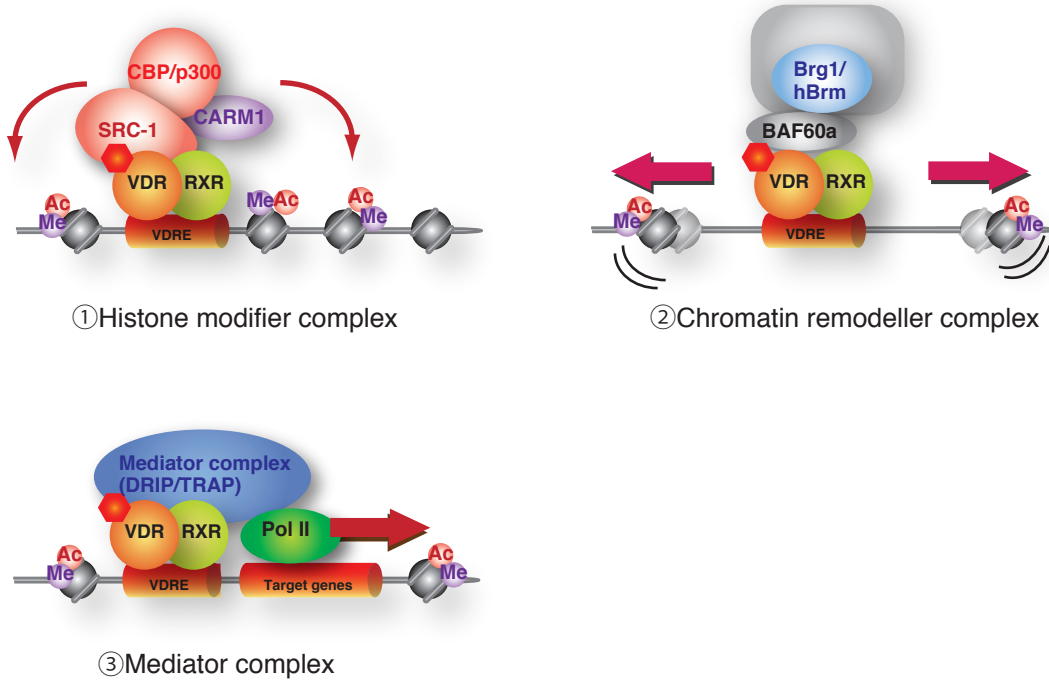 CBP/p300
CARM1
SRC-1
VDR
RXR
Ac
Me
Me
Ac
Ac
Me
VDRE
①Histone modifier complex
Brg1/
hBrm
BAF60a
VDR
RXR
Ac
Me
Ac
Me
VDRE
②Chromatin remodeller complex
Mediator complex
(DRIP/TRAP)
VDR
RXR
Pol II
Ac
Me
Ac
Me
VDRE
Target genes
③Mediator complex